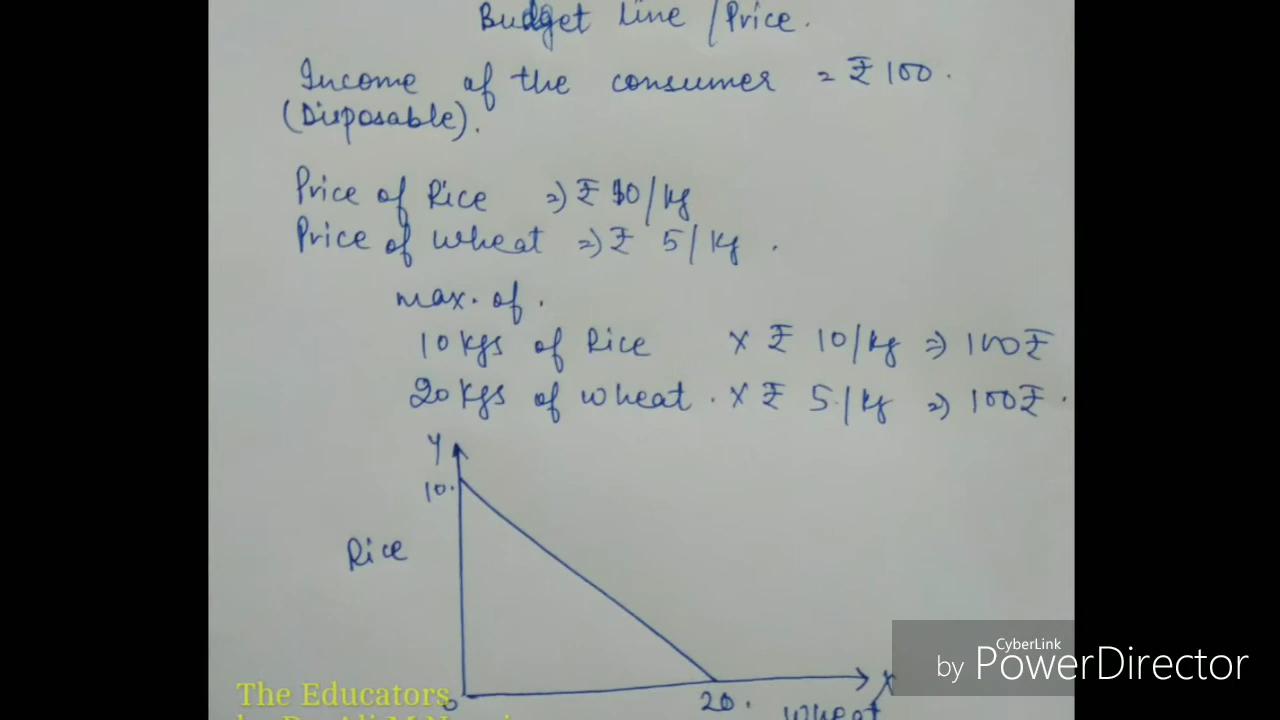 Budget line / Price.
Income of the consumer = ₹ 100.
(Disposable).
Price of Rice => ₹ 10/kg
Price of wheat => ₹ 5/kg.
max. of.
10 kgs of Rice x ₹ 10/kg => 100₹
20 kgs of wheat. x ₹ 5/kg => 100₹.
Y
10.
Rice
0
20.
X
wheat
CyberLink
by PowerDirector
The Educators